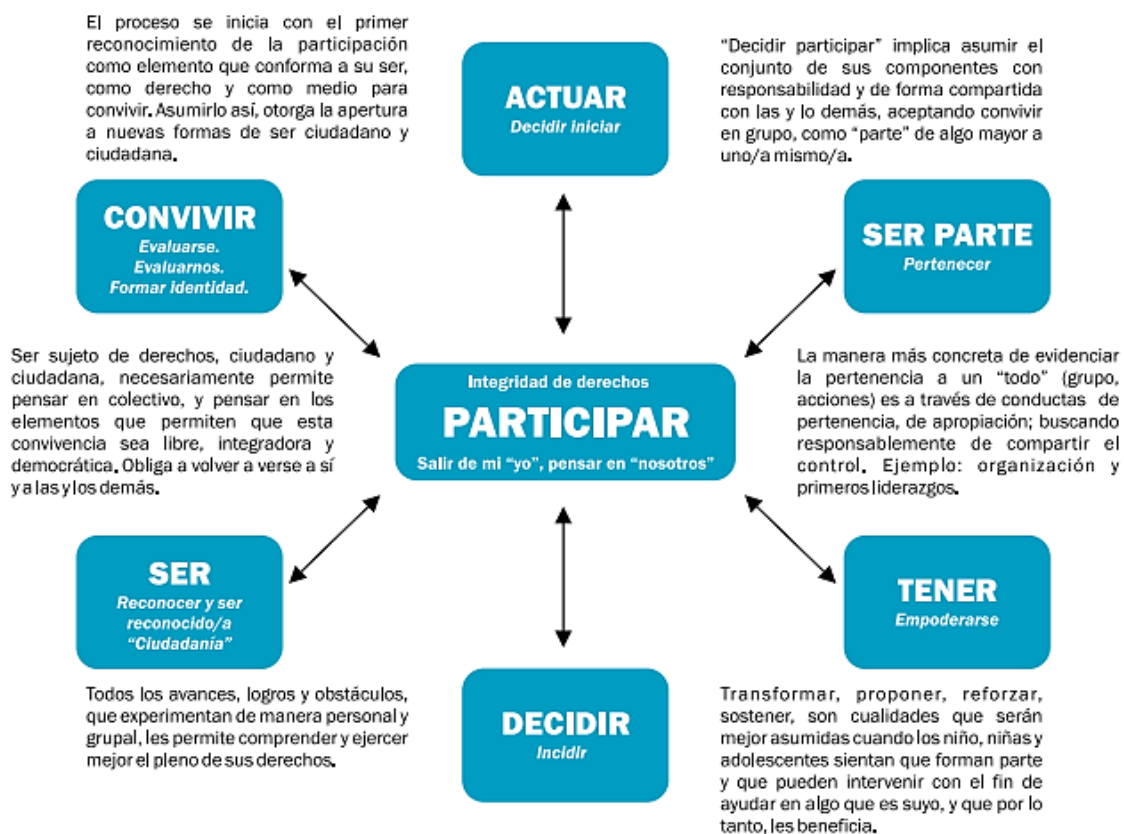 El proceso se inicia con el primer
reconocimiento de la participación
como elemento que conforma a su ser,
como derecho y como medio para
convivir. Asumirlo así, otorga la apertura
a nuevas formas de ser ciudadano y
ciudadana.
ACTUAR
Decidir iniciar
“Decidir participar” implica asumir el
conjunto de sus componentes con
responsabilidad y de forma compartida
con las y lo demás, aceptando convivir
en grupo, como “parte” de algo mayor a
uno/a mismo/a.
CONVIVIR
Evaluarse.
Evaluarnos.
Formar identidad.
SER PARTE
Pertenecer
Ser sujeto de derechos, ciudadano y
ciudadana, necesariamente permite
pensar en colectivo, y pensar en los
elementos que permiten que esta
convivencia sea libre, integradora y
democrática. Obliga a volver a verse a sí
y a las y los demás.
Integridad de derechos
PARTICIPAR
Salir de mi “yo”, pensar en “nosotros”
La manera más concreta de evidenciar
la pertenencia a un “todo” (grupo,
acciones) es a través de conductas de
pertenencia, de apropiación; buscando
responsablemente de compartir el
control. Ejemplo: organización y
primeros liderazgos.
SER
Reconocer y ser
reconocido/a
“Ciudadanía”
TENER
Empoderarse
Todos los avances, logros y obstáculos,
que experimentan de manera personal y
grupal, les permite comprender y ejercer
mejor el pleno de sus derechos.
DECIDIR
Incidir
Transformar, proponer, reforzar,
sostener, son cualidades que serán
mejor asumidas cuando los niño, niñas y
adolescentes sientan que forman parte
y que pueden intervenir con el fin de
ayudar en algo que es suyo, y que por lo
tanto, les beneficia.